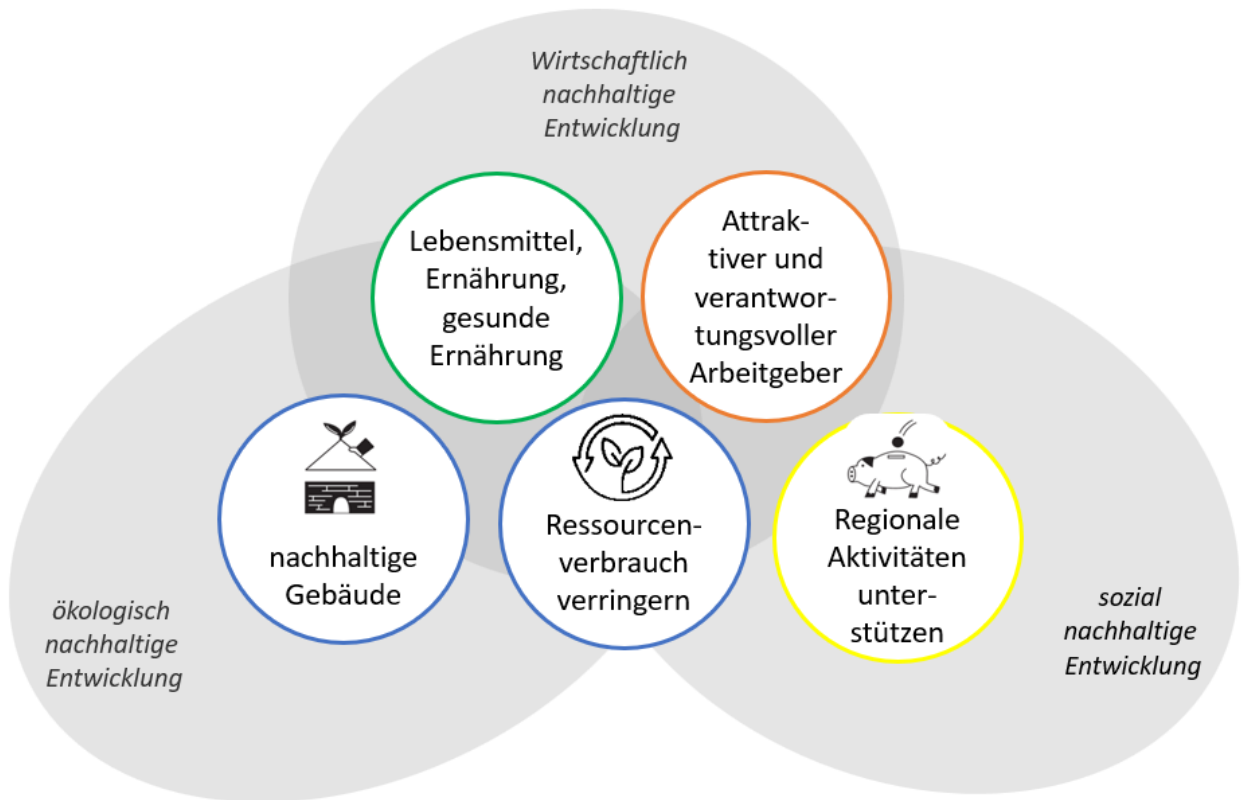 Wirtschaftlich
nachhaltige
Entwicklung
Lebensmittel,
Ernährung,
gesunde
Ernährung
Attrak-
tiver und
verantwor-
tungsvoller
Arbeitgeber
nachhaltige
Gebäude
Ressourcen-
verbrauch
verringern
Regionale
Aktivitäten
unter-
stützen
ökologisch
nachhaltige
Entwicklung
sozial
nachhaltige
Entwicklung